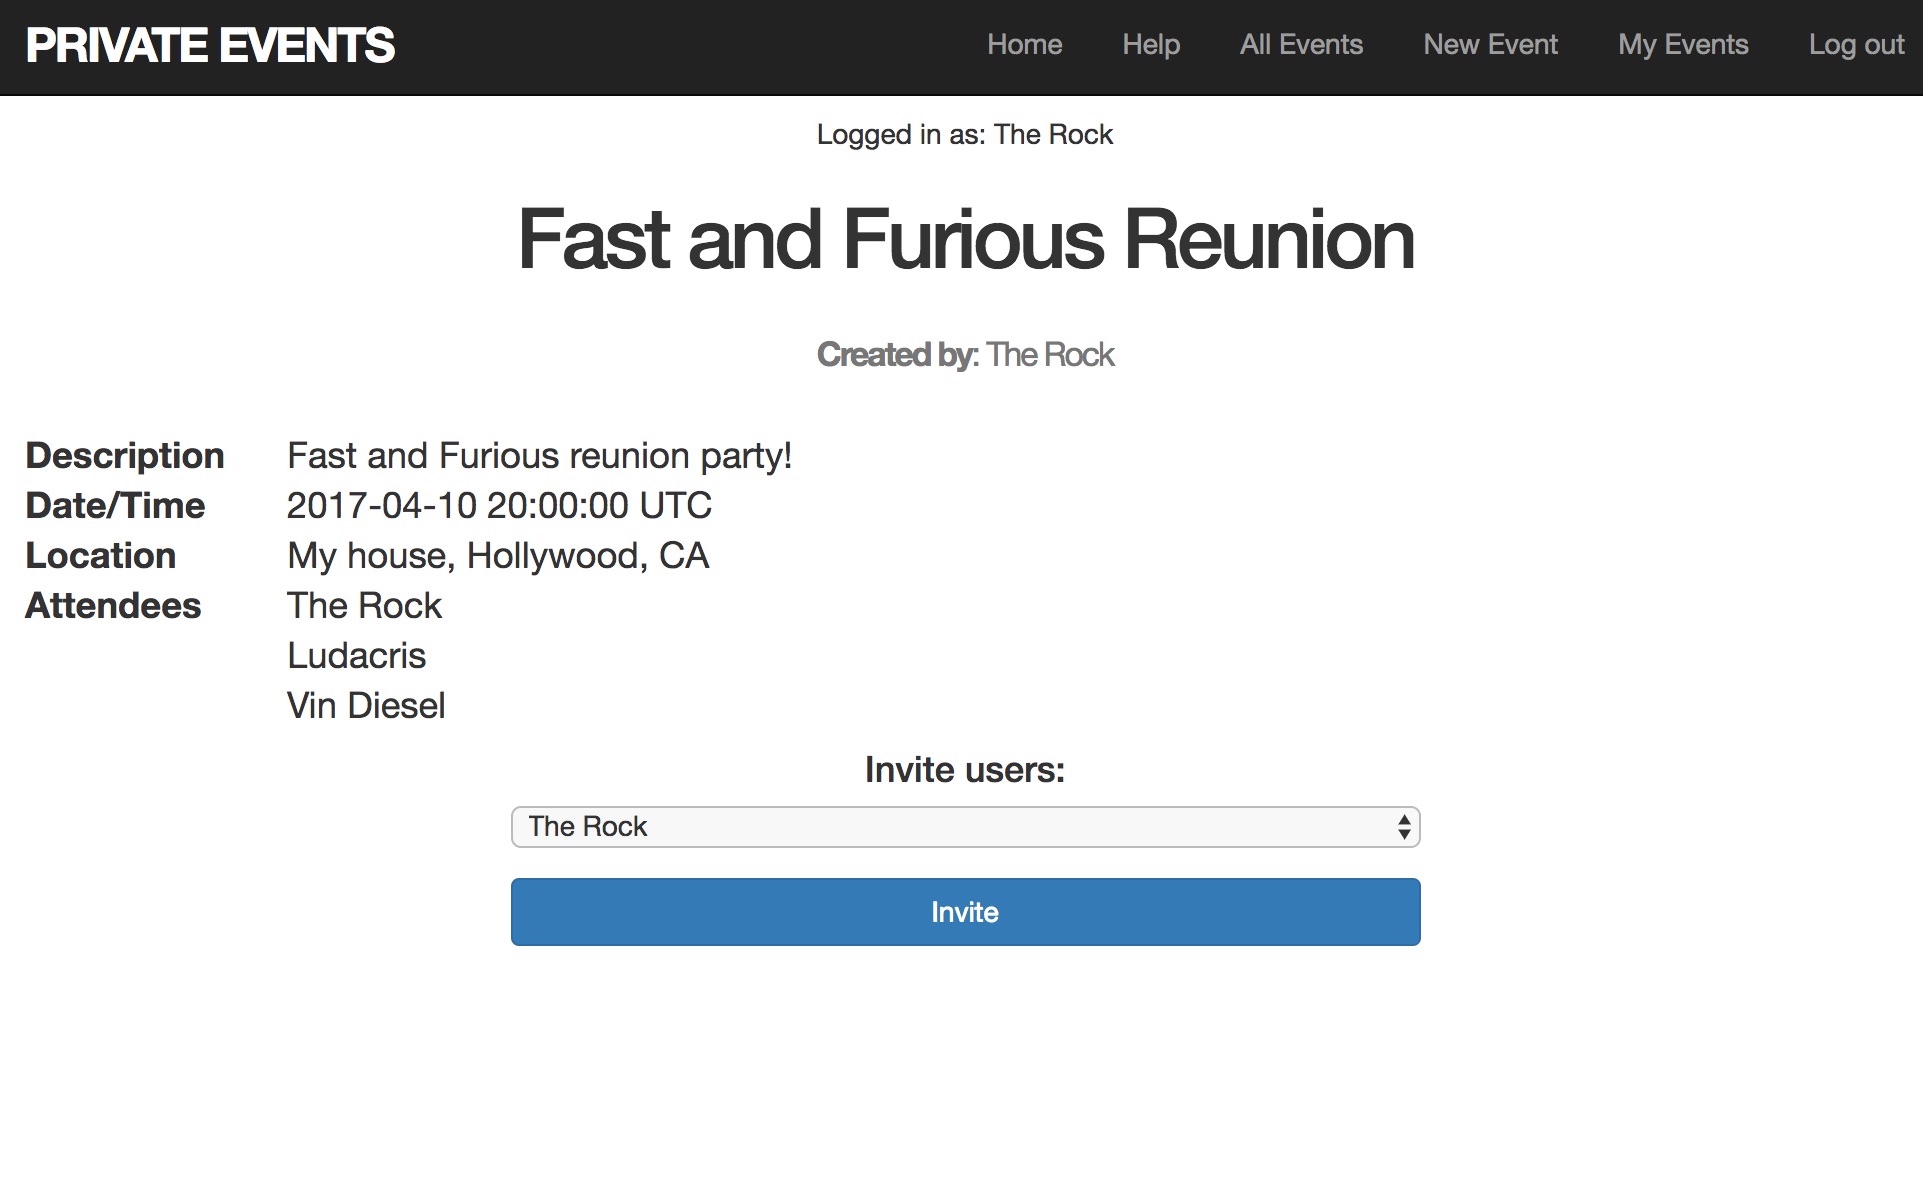 PRIVATE EVENTS Home Help All Events New Event My Events Log out
Logged in as: The Rock
Fast and Furious Reunion
Created by: The Rock
Description Fast and Furious reunion party!
Date/Time 2017-04-10 20:00:00 UTC
Location My house, Hollywood, CA
Attendees The Rock
Ludacris
Vin Diesel
Invite users:
The Rock
Invite